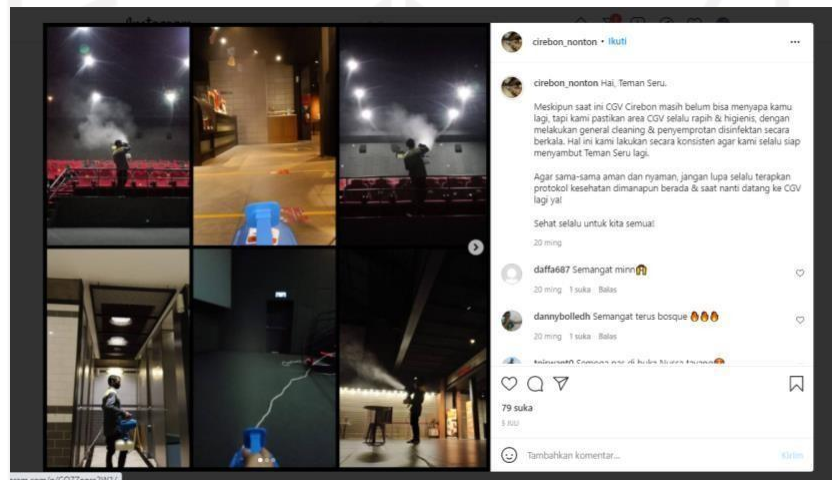 cirebon_nonton • Ikuti
cirebon_nonton Hai, Teman Seru.
Meskipun saat ini CGV Cirebon masih belum bisa menyapa kamu
lagi, tapi kami pastikan area CGV selalu rapih & higienis, dengan
melakukan general cleaning & penyemprotan disinfektan secara
berkala. Hal ini kami lakukan secara konsisten agar kami selalu siap
menyambut Teman Seru lagi.
Agar sama-sama aman dan nyaman, jangan lupa selalu terapkan
protokol kesehatan dimanapun berada & saat nanti datang ke CGV
lagi ya!
Sehat selalu untuk kita semua!
20 ming
daffa687 Semangat minn
20 ming 1 suka Balas
dannybolledh Semangat terus bosque 🔥🔥🔥
20 ming 1 suka Balas
79 suka
Tambahkan komentar...
Kirim